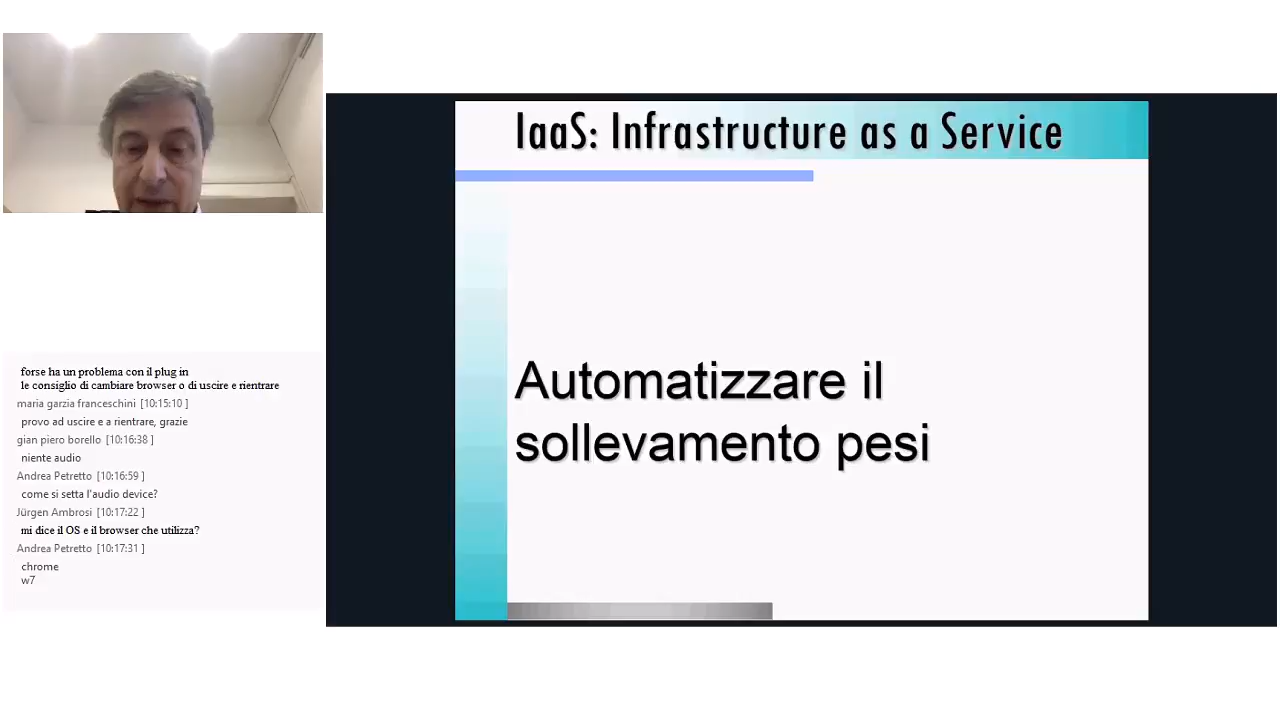 IaaS: Infrastructure as a Service
Automatizzare il
sollevamento pesi
forse ha un problema con il plug in
le consiglio di cambiare browser o di uscire e rientrare
maria garzia franceschini [10:15:10 ]
provo ad uscire e a rientrare, grazie
gian piero borello [10:16:38 ]
niente audio
Andrea Petretto [10:16:59 ]
come si setta l'audio device?
Jürgen Ambrosi [10:17:22 ]
mi dice il OS e il browser che utilizza?
Andrea Petretto [10:17:31 ]
chrome
w7